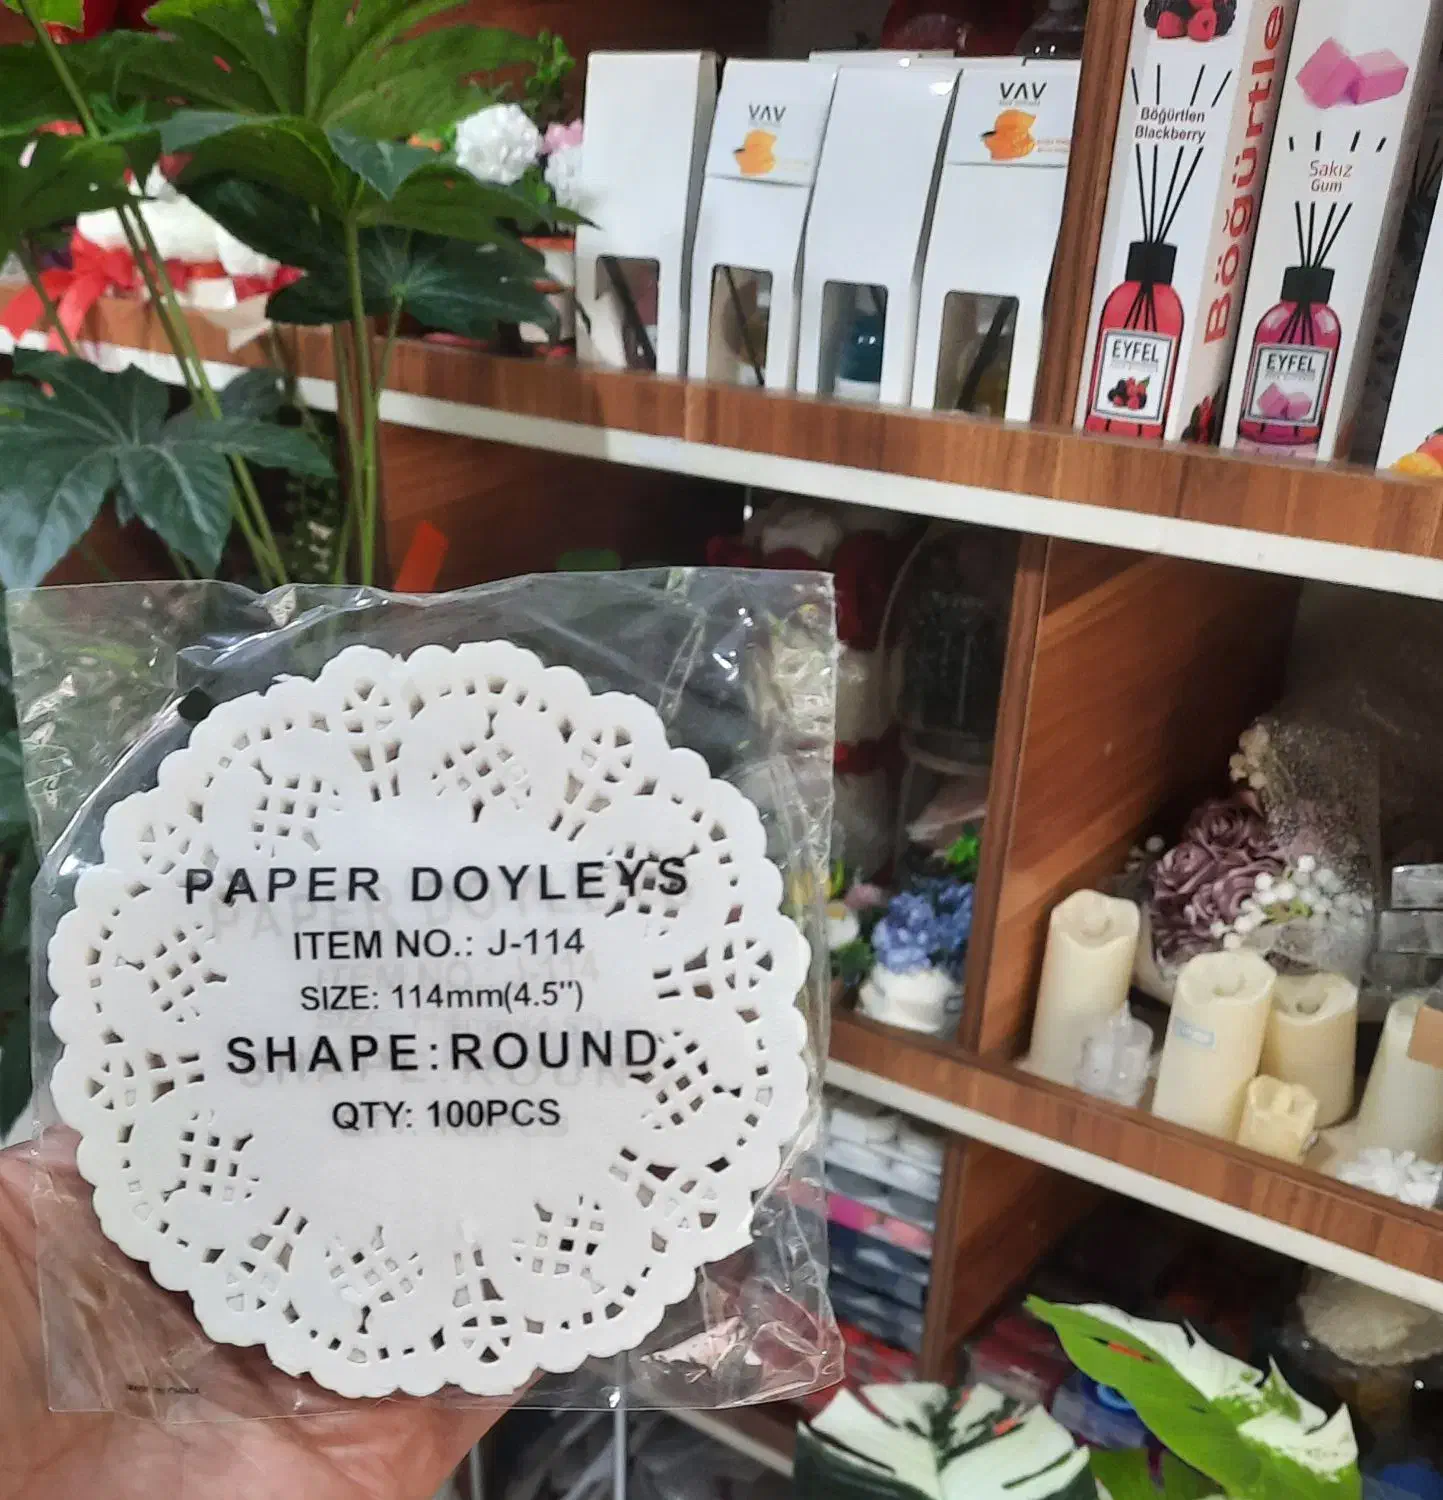 VAV
VAV
Böğürtlen
Blackberry
Böğürtle
EYFEL
Sakız
Gum
EYFEL
PAPER DOYLEYS
ITEM NO.: J-114
SIZE: 114mm(4.5")
SHAPE:ROUND
QTY: 100PCS